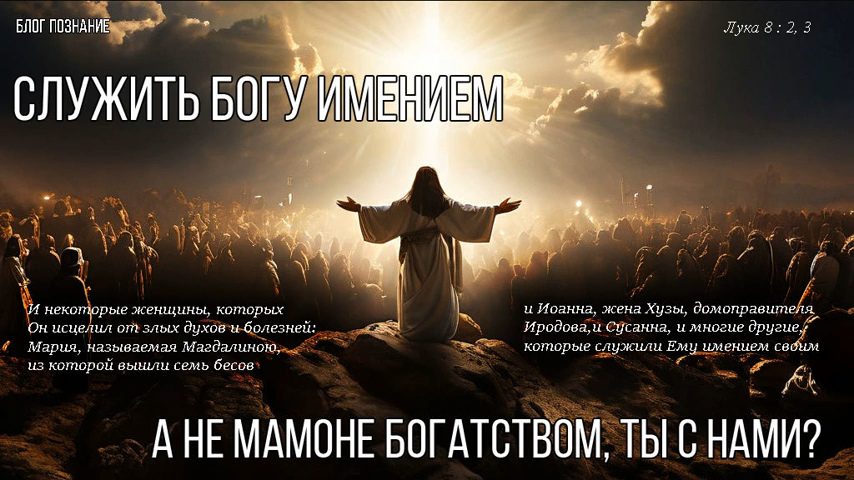 БЛОГ ПОЗНАНИЕ
Лука 8 : 2, 3
СЛУЖИТЬ БОГУ ИМЕНИЕМ
И некоторые женщины, которых
Он исцелил от злых духов и болезней:
Мария, называемая Магдалиною,
из которой вышли семь бесов
и Иоанна, жена Хузы, домоправителя
Иродова,и Сусанна, и многие другие,
которые служили Ему имением своим
А НЕ МАМОНЕ БОГАТСТВОМ, ТЫ С НАМИ?